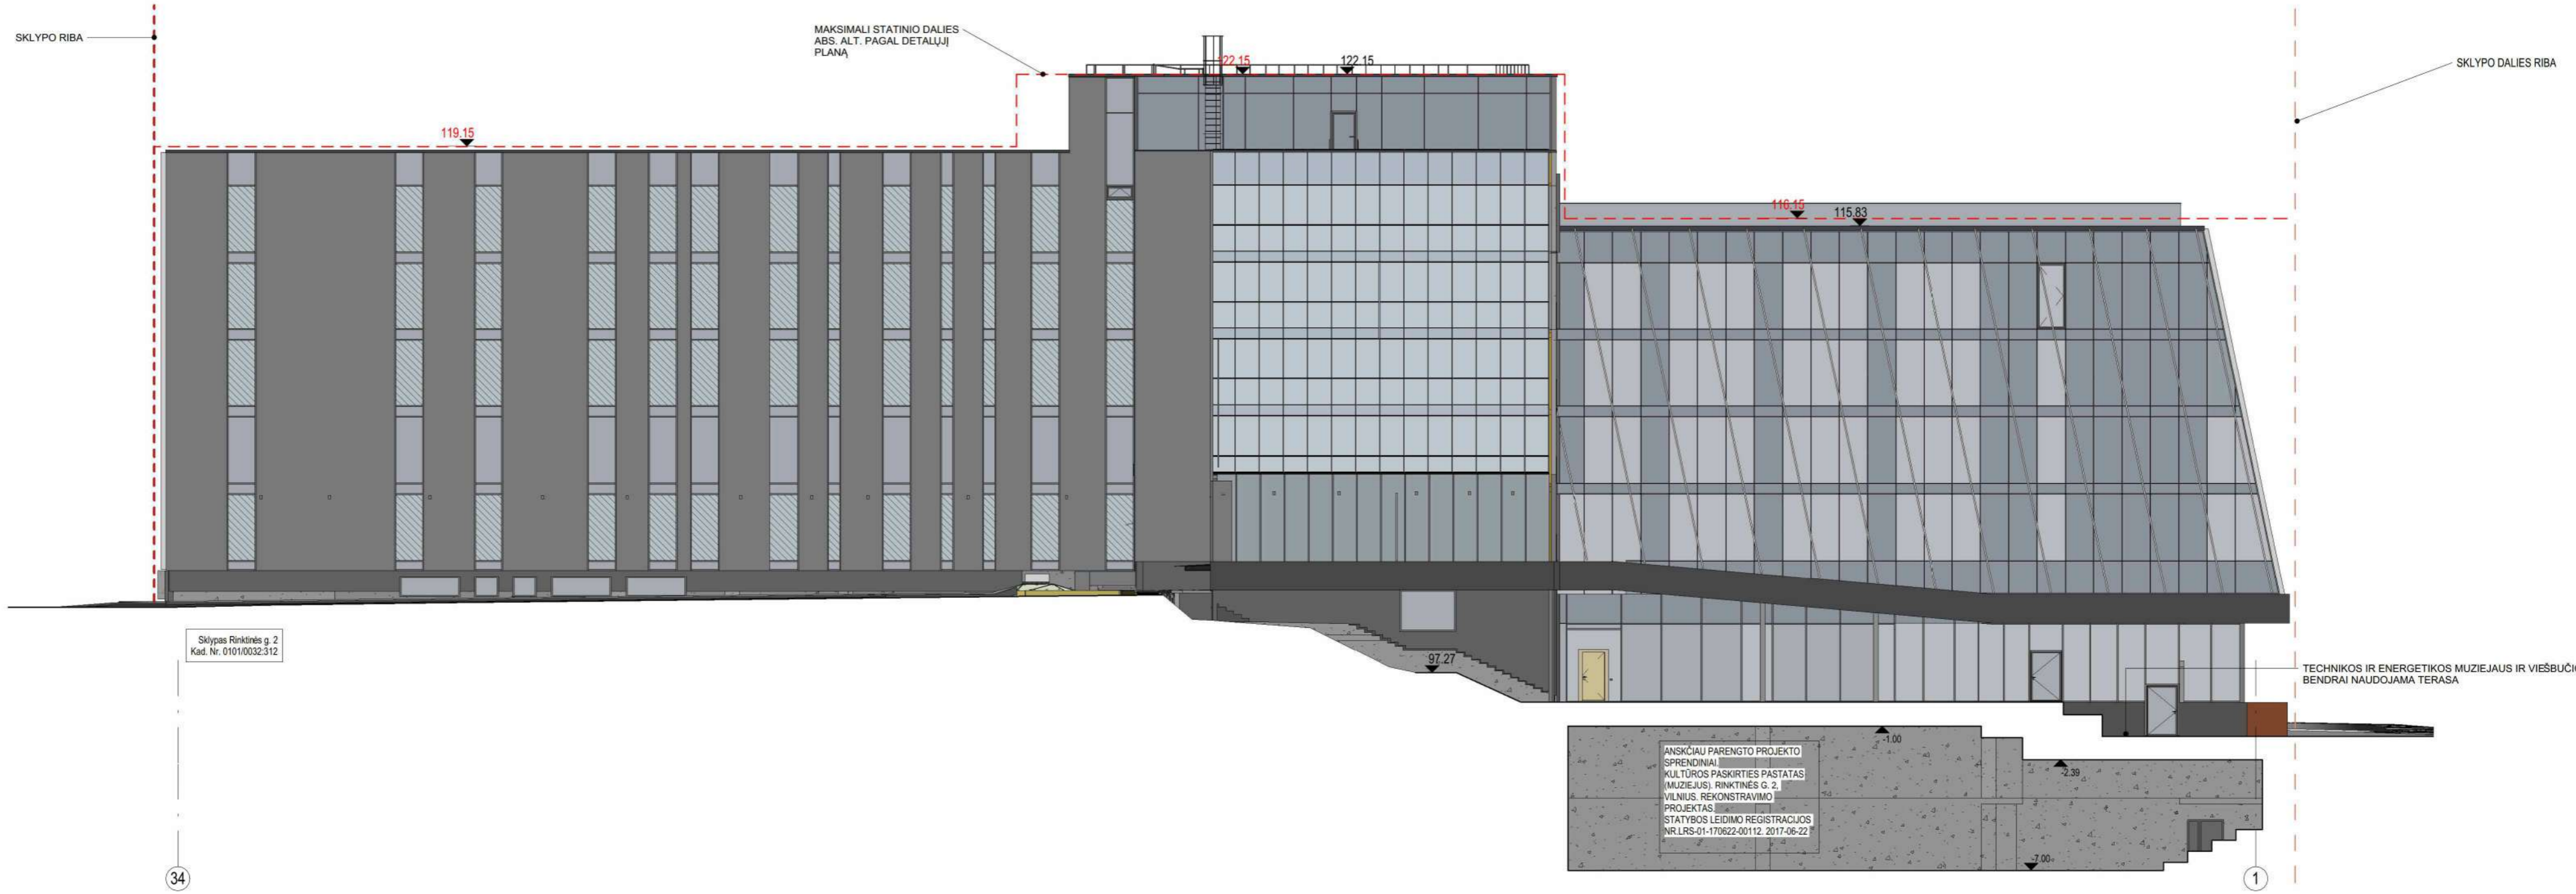 SKLYPO RIBA
MAKSIMALI STATINIO DALIES
ABS. ALT. PAGAL DETALŲJĮ
PLANĄ
122.15
122.15
SKLYPO DALIES RIBA
119.15
116.15
115.83
Sklypas Rinktinės g. 2
Kad. Nr. 0101/0032:312
97.27
TECHNIKOS IR ENERGETIKOS MUZIEJAUS IR VIEŠBUČIO
BENDRAI NAUDOJAMA TERASA
ANSKČIAU PARENGTO PROJEKTO
SPRENDINIAI.
KULTŪROS PASKIRTIES PASTATAS
(MUZIEJUS). RINKTINĖS G. 2,
VILNIUS. REKONSTRAVIMO
PROJEKTAS.
STATYBOS LEIDIMO REGISTRACIJOS
NR.LRS-01-170622-00112. 2017-06-22
-1.00
-2.39
-7.00
34
1